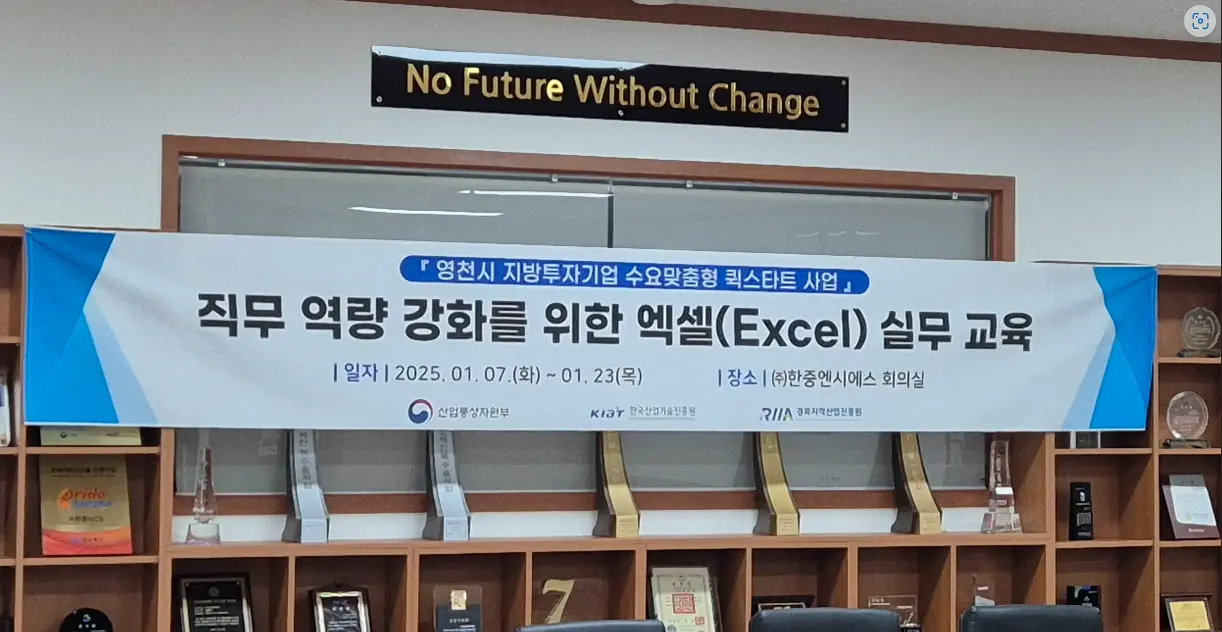 No Future Without Change
『 영천시 지방투자기업 수요맞춤형 퀵스타트 사업 』
직무 역량 강화를 위한 엑셀(Excel) 실무 교육
| 일자 | 2025. 01. 07.(화) ~ 01. 23(목)
| 장소 | ㈜한중엔시에스 회의실
산업통상자원부
KIAT 한국산업기술진흥원
RIIA 경북지역산업진흥원
Pride
7